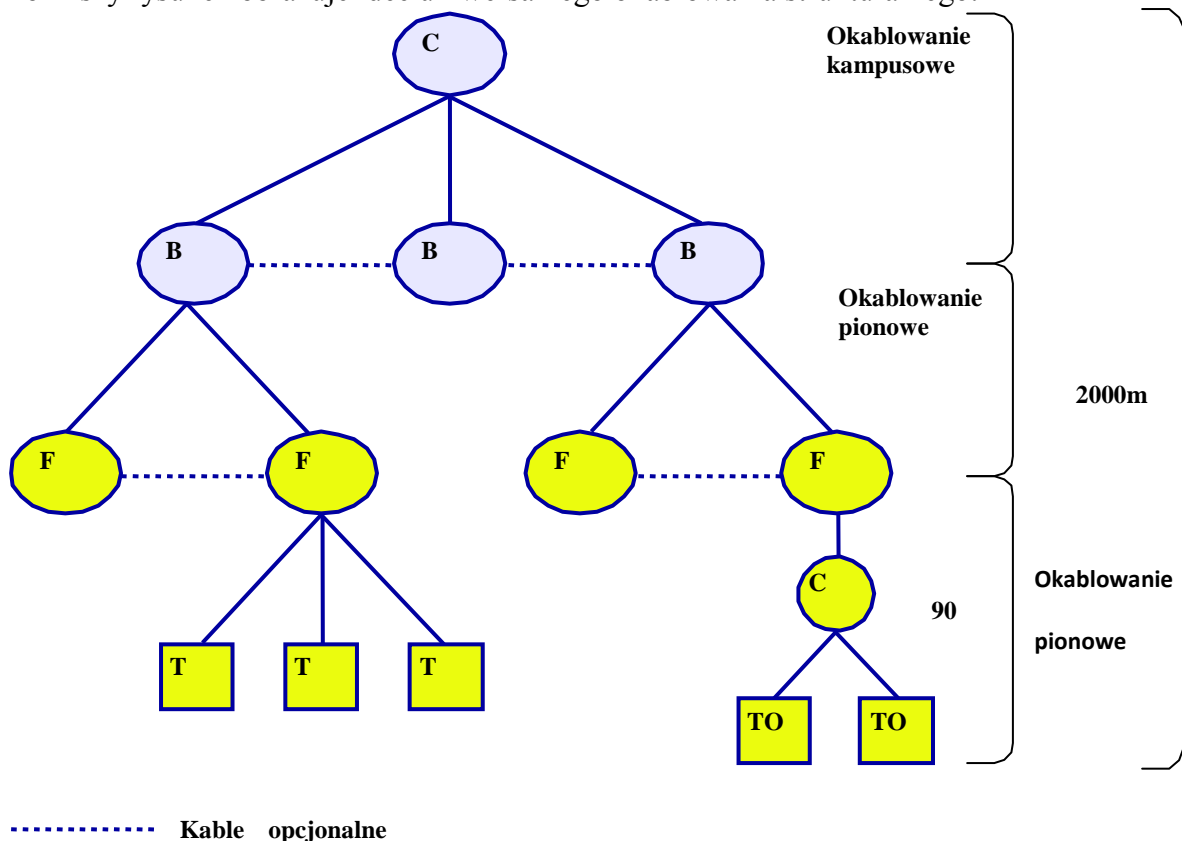 C
Okablowanie
kampusowe
B B B
Okablowanie
pionowe
2000m
F F F F
C
90
Okablowanie
pionowe
T T T
TO TO
Kable opcjonalne